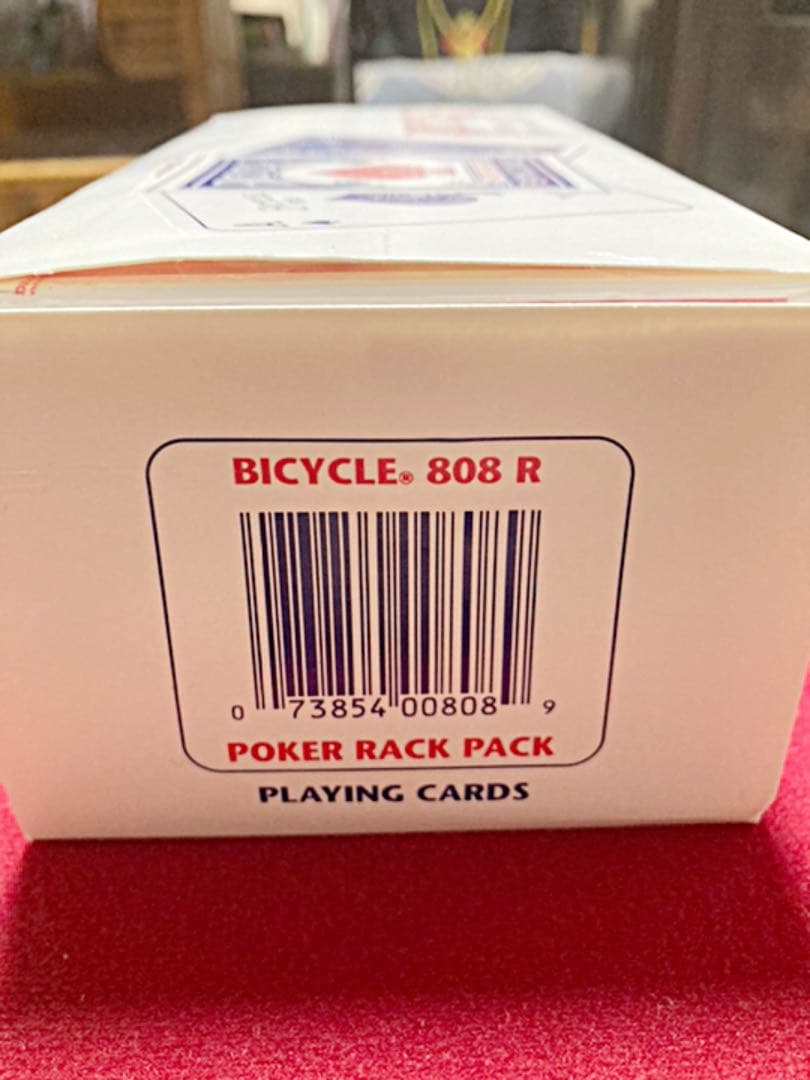 BICYCLE® 808 R
0 73854 00808 9
POKER RACK PACK
PLAYING CARDS